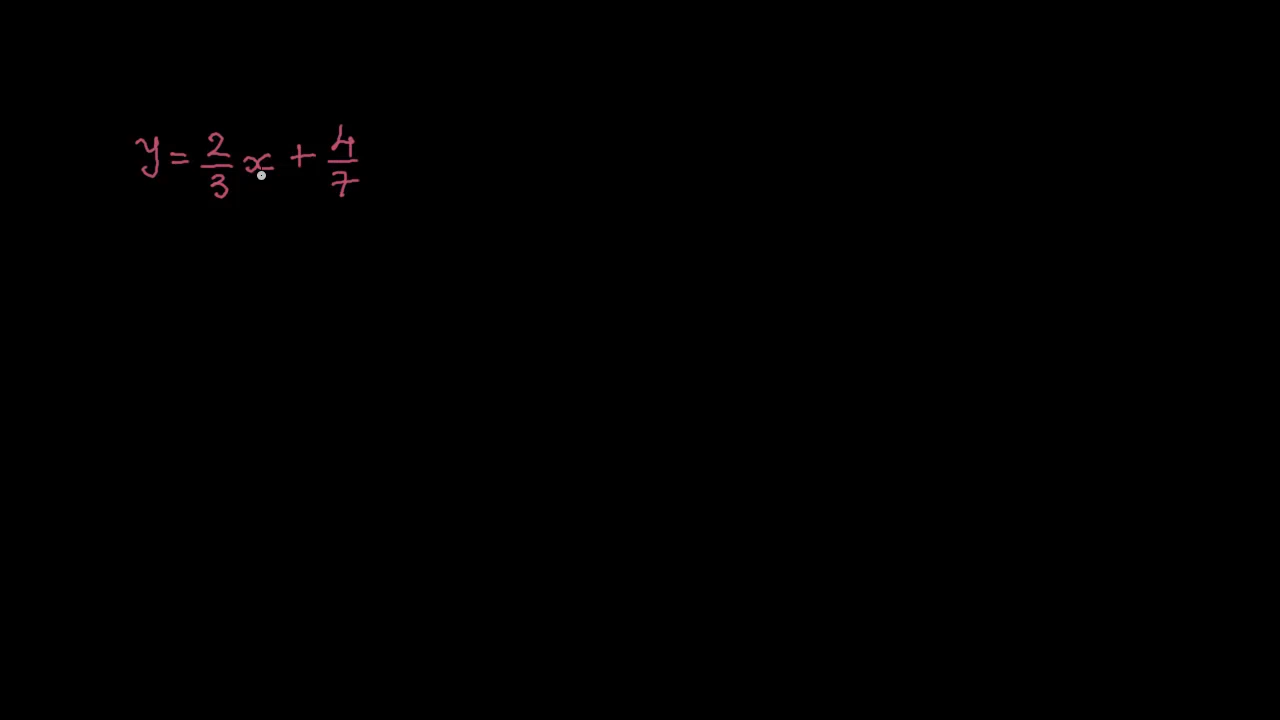 y = 2/3 x + 4/7